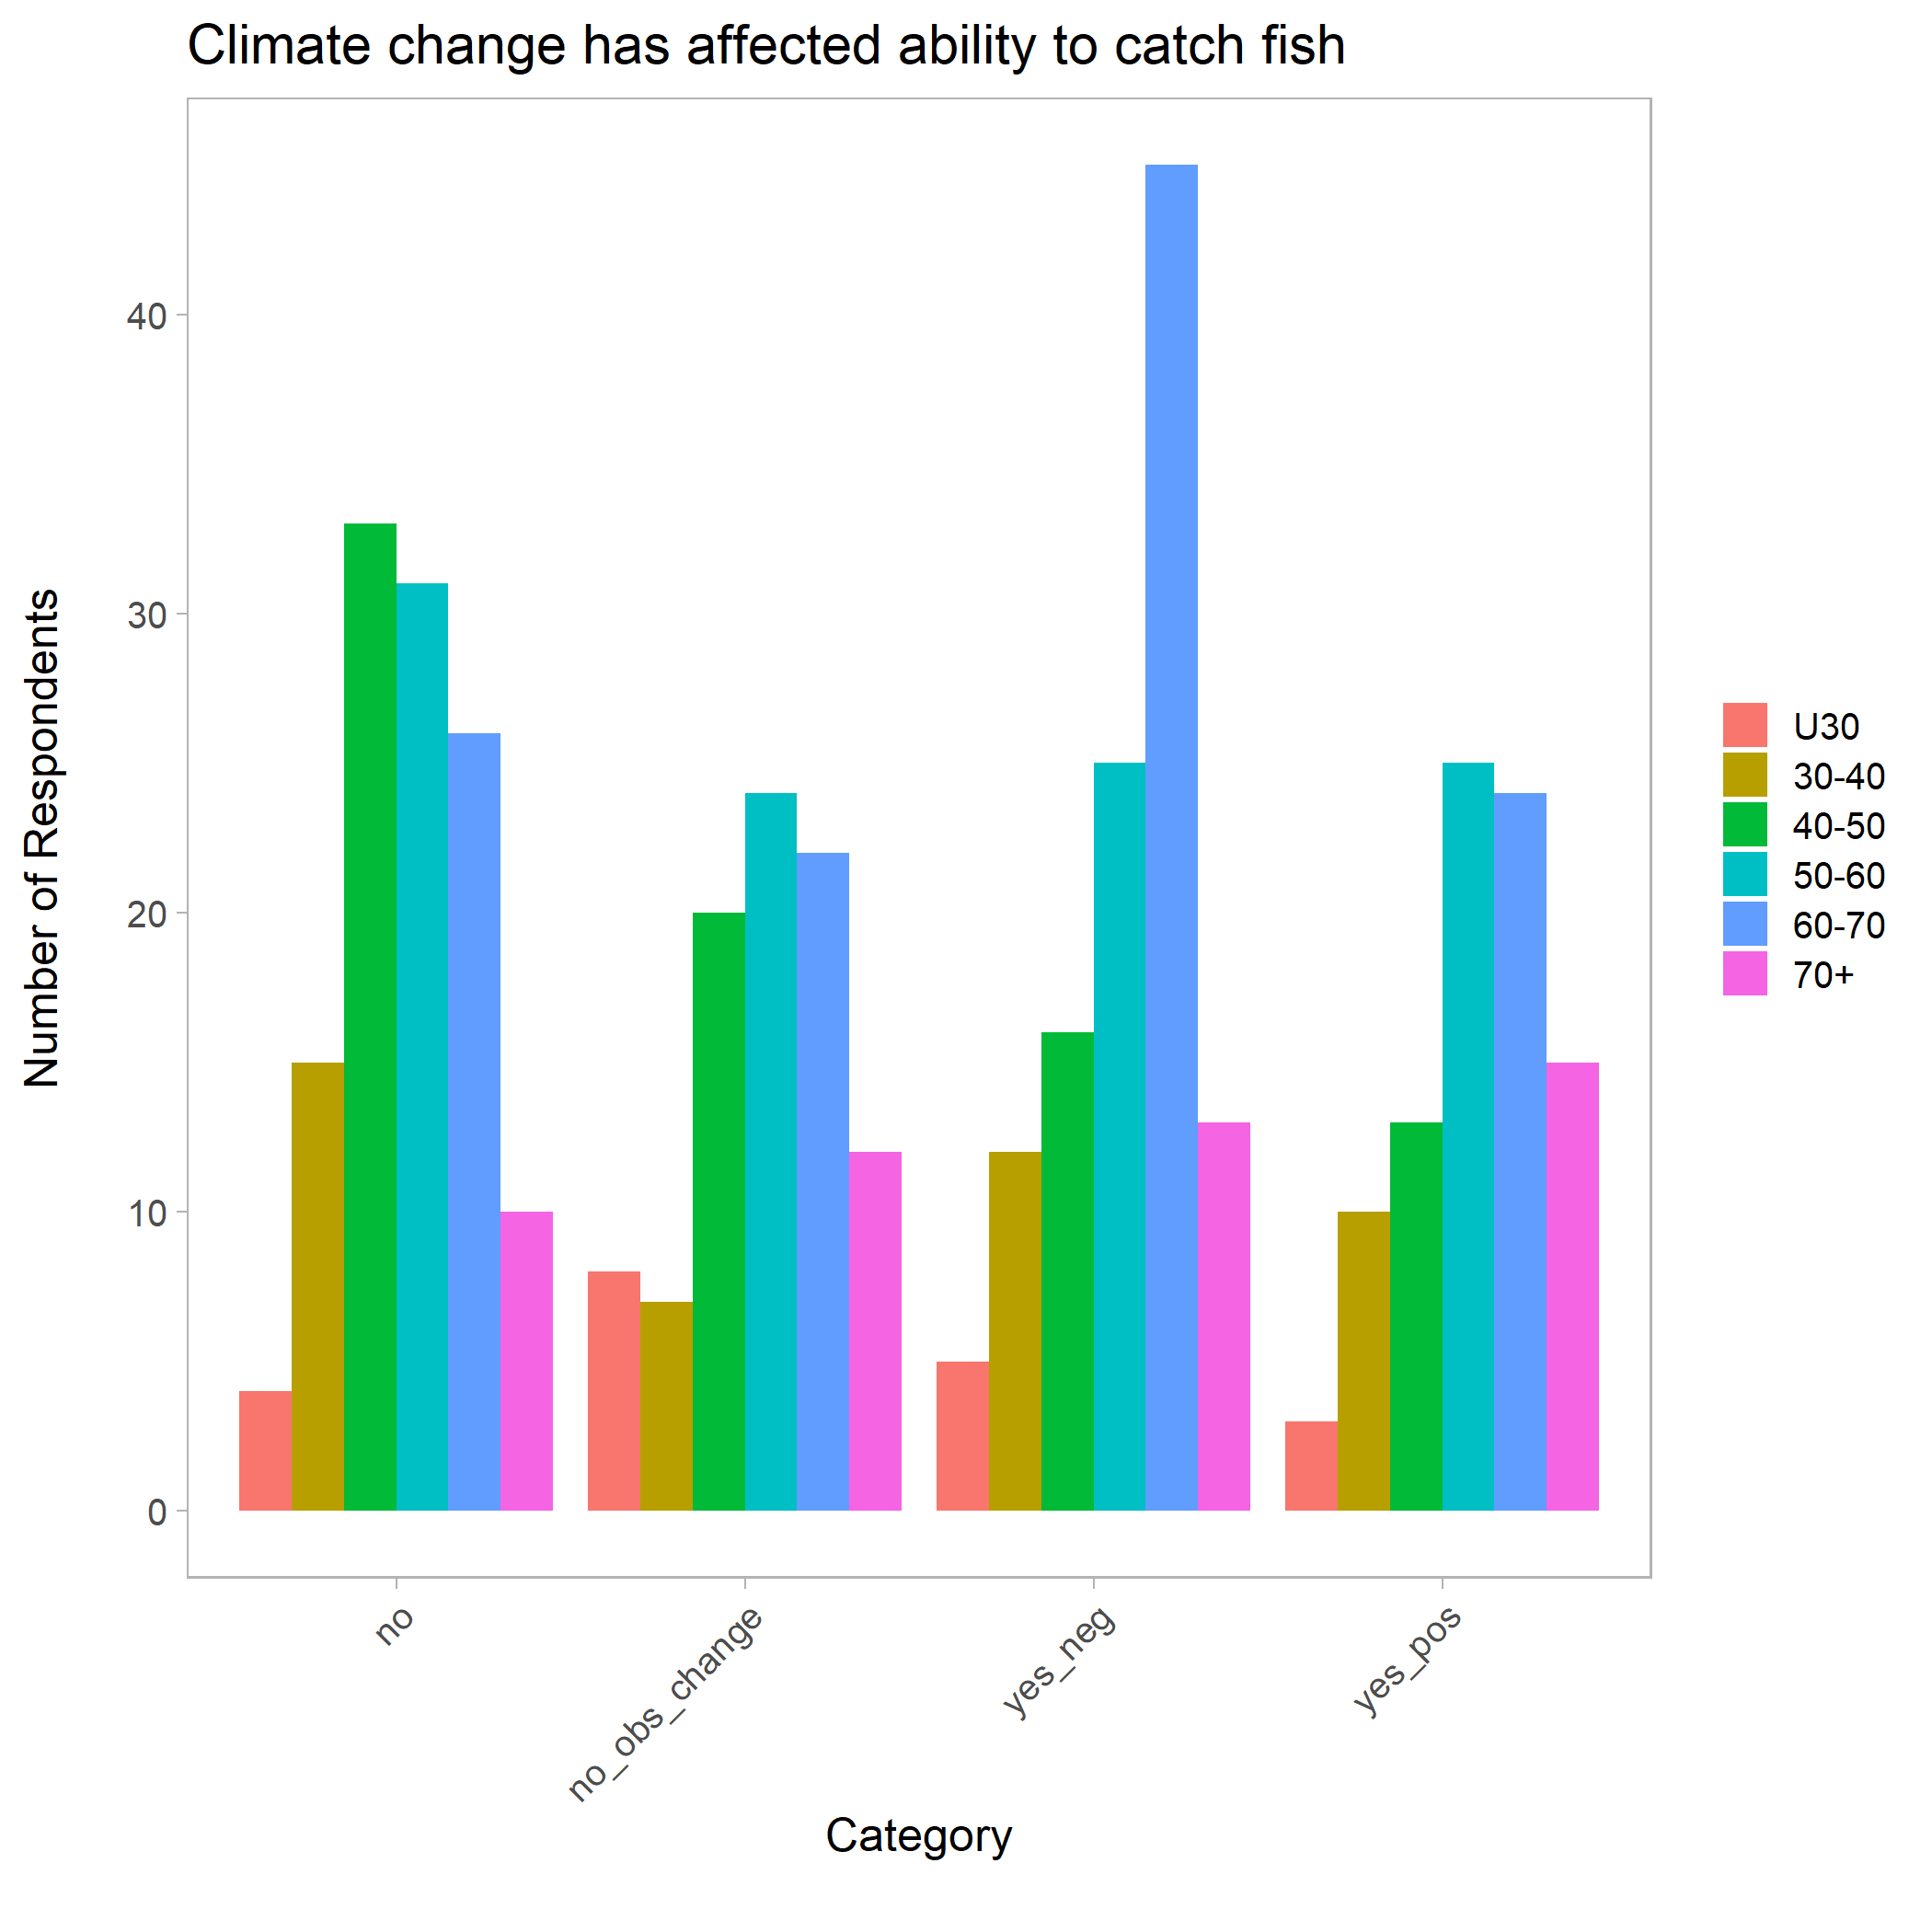 Climate change has affected ability to catch fish
Number of Respondents
40
30
20
10
0
no
no_obs_change
yes_neg
yes_pos
Category
U30
30-40
40-50
50-60
60-70
70+